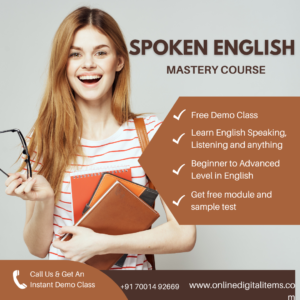 SPOKEN ENGLISH
MASTERY COURSE
Free Demo Class
Learn English Speaking,
Listening and anything
Beginner to Advanced
Level in English
Get free module and
sample test
Call Us & Get An
Instant Demo Class
+91 70014 92669
www.onlinedigitalitems.co
m